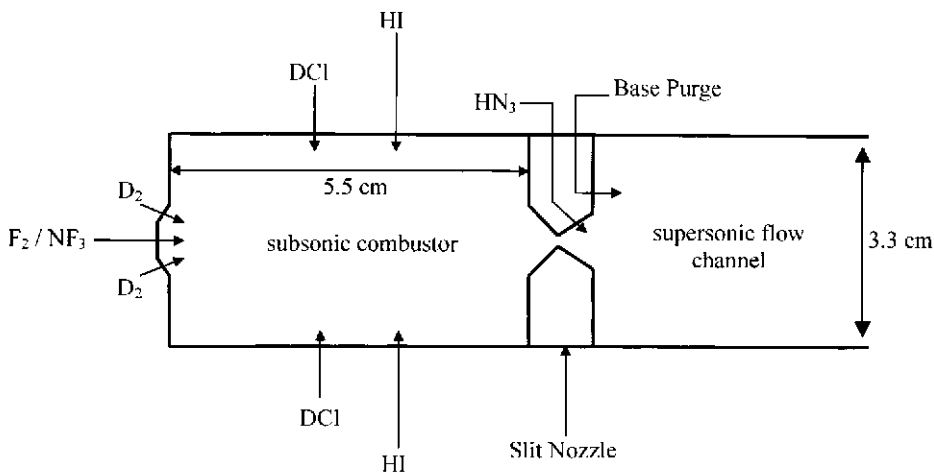 HI
DCl
HN3
Base Purge
5.5 cm
D2
F2 / NF3
D2
subsonic combustor
supersonic flow
channel
3.3 cm
DCl
HI
Slit Nozzle